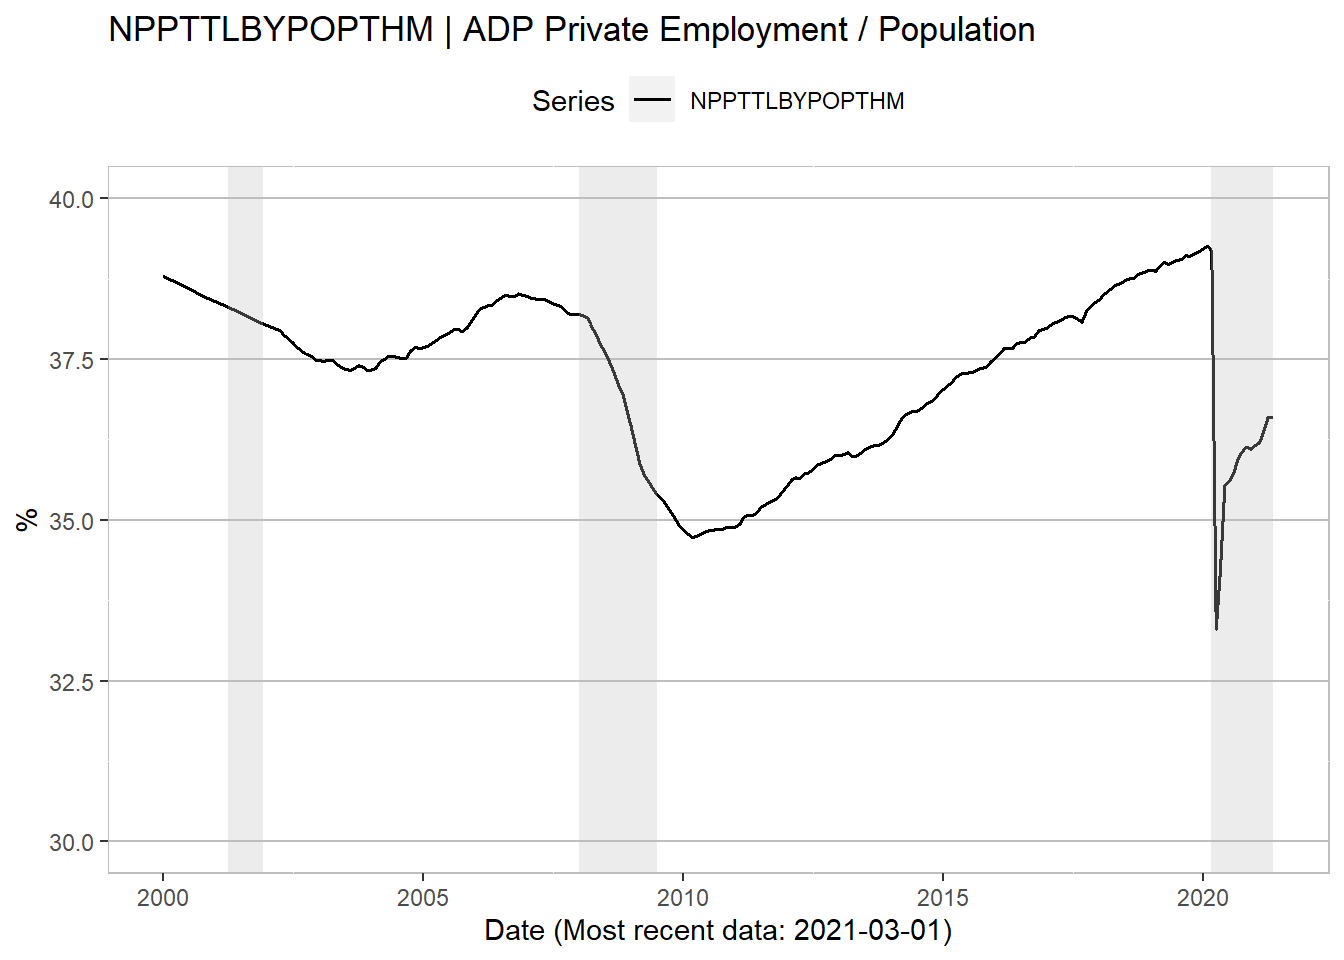 NPPTTLBYPOPTHM | ADP Private Employment / Population
Series NPPTTLBYPOPTHM
40.0
37.5
35.0
32.5
30.0
%
2000 2005 2010 2015 2020
Date (Most recent data: 2021-03-01)